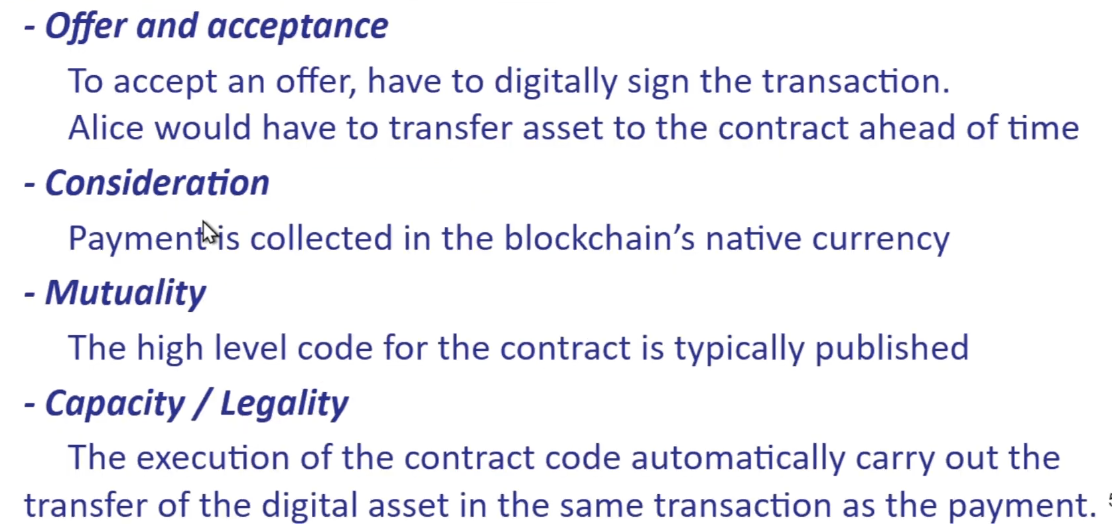 - Offer and acceptance
To accept an offer, have to digitally sign the transaction.
Alice would have to transfer asset to the contract ahead of time
- Consideration
Payment is collected in the blockchain’s native currency
- Mutuality
The high level code for the contract is typically published
- Capacity / Legality
The execution of the contract code automatically carry out the
transfer of the digital asset in the same transaction as the payment.